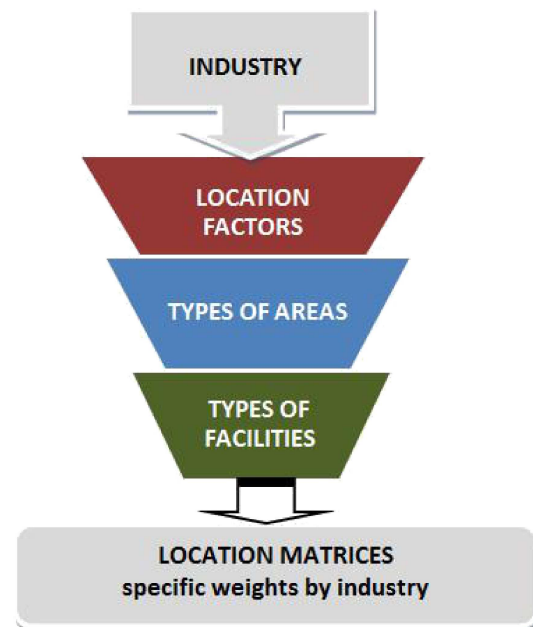 INDUSTRY
LOCATION
FACTORS
TYPES OF AREAS
TYPES OF
FACILITIES
LOCATION MATRICES
specific weights by industry